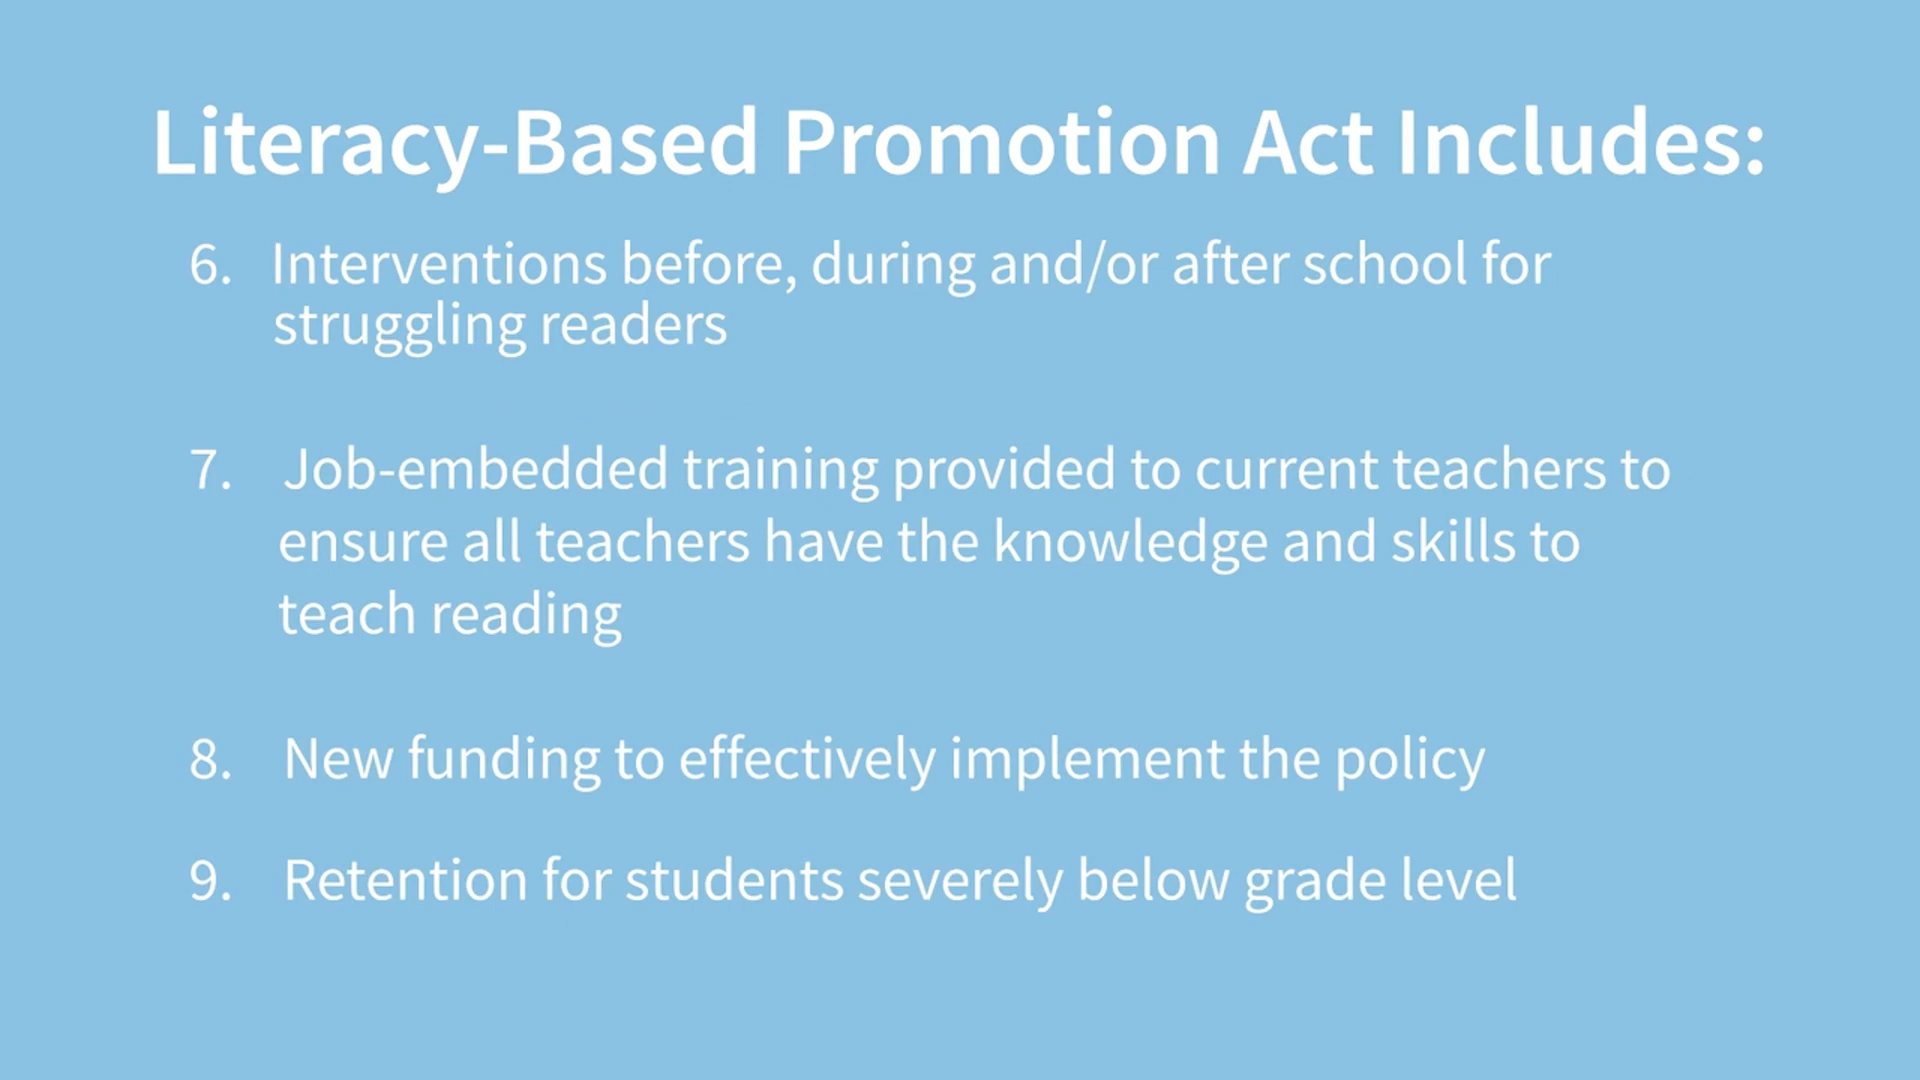 Literacy-Based Promotion Act Includes:
6. Interventions before, during and/or after school for
struggling readers
7. Job-embedded training provided to current teachers to
ensure all teachers have the knowledge and skills to
teach reading
8. New funding to effectively implement the policy
9. Retention for students severely below grade level